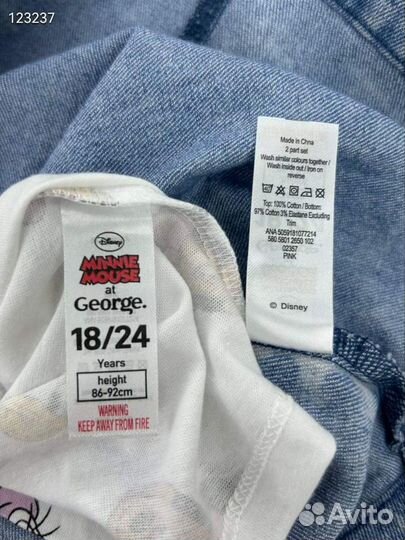 123237
Disney
MINNIE
MOUSE
at
George.
18/24
Years
height
86-92cm
WARNING
KEEP AWAY FROM FIRE
Made in China
2 part set
Wash similar colours together /
Wash inside out / Iron on
reverse
Top: 100% Cotton / Bottom:
97% Cotton 3% Elastane Excluding
Trim
ANA 5059181077214
580 5801 2650 102
02357
PINK
© Disney
Avito